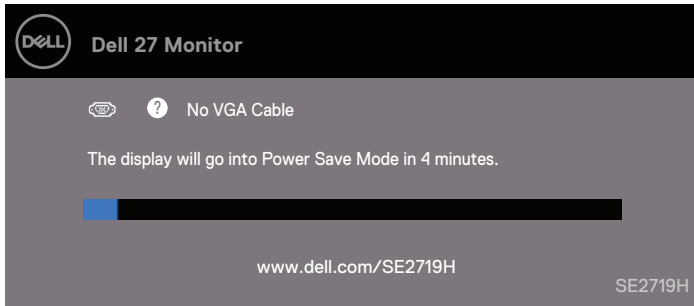 DELL
Dell 27 Monitor
? No VGA Cable
The display will go into Power Save Mode in 4 minutes.
www.dell.com/SE2719H
SE2719H